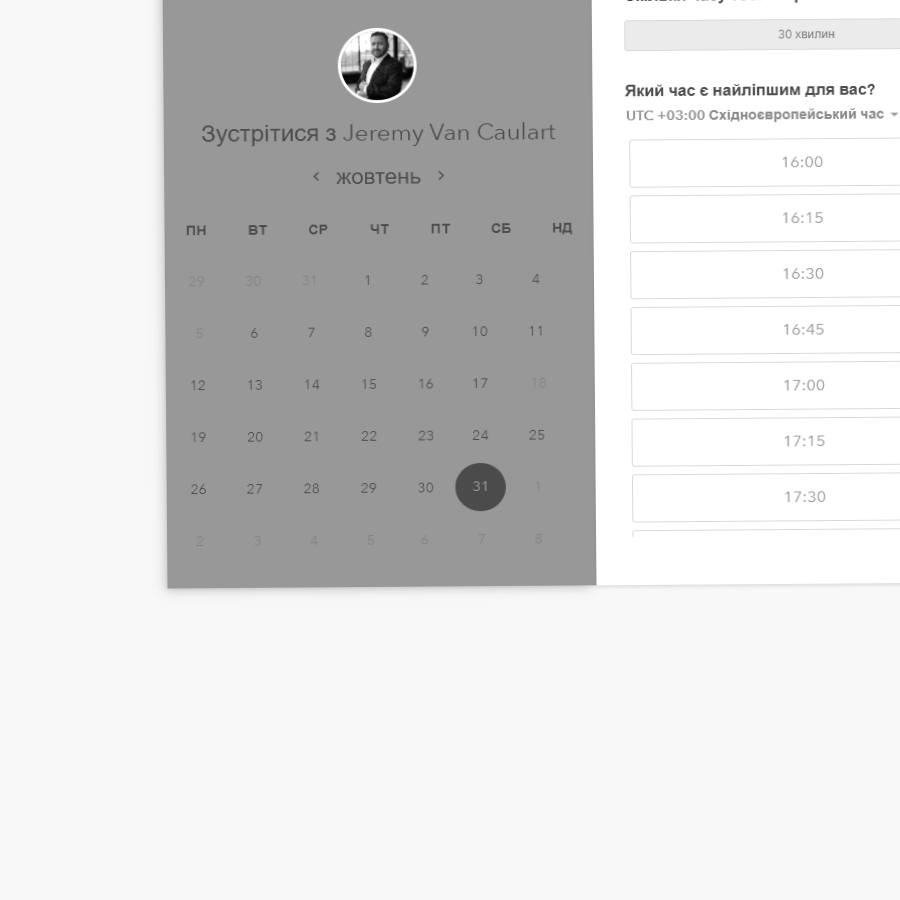 Зустрітися з Jeremy Van Caulart
жовтень
ПН ВТ СР ЧТ ПТ СБ НД
29 30 31 1 2 3 4
5 6 7 8 9 10 11
12 13 14 15 16 17 18
19 20 21 22 23 24 25
26 27 28 29 30 31 1
2 3 4 5 6 7 8
30 хвилин
Який час є найліпшим для вас?
UTC +03:00 Східноєвропейський час
16:00
16:15
16:30
16:45
17:00
17:15
17:30